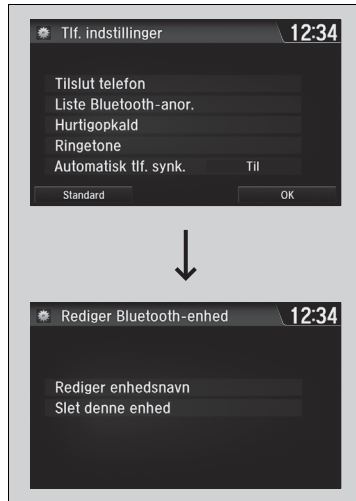 Tlf. indstillinger
12:34
Tilslut telefon
Liste Bluetooth-anor.
Hurtigopkald
Ringetone
Automatisk tlf. synk. Til
Standard OK
Rediger Bluetooth-enhed
12:34
Rediger enhedsnavn
Slet denne enhed